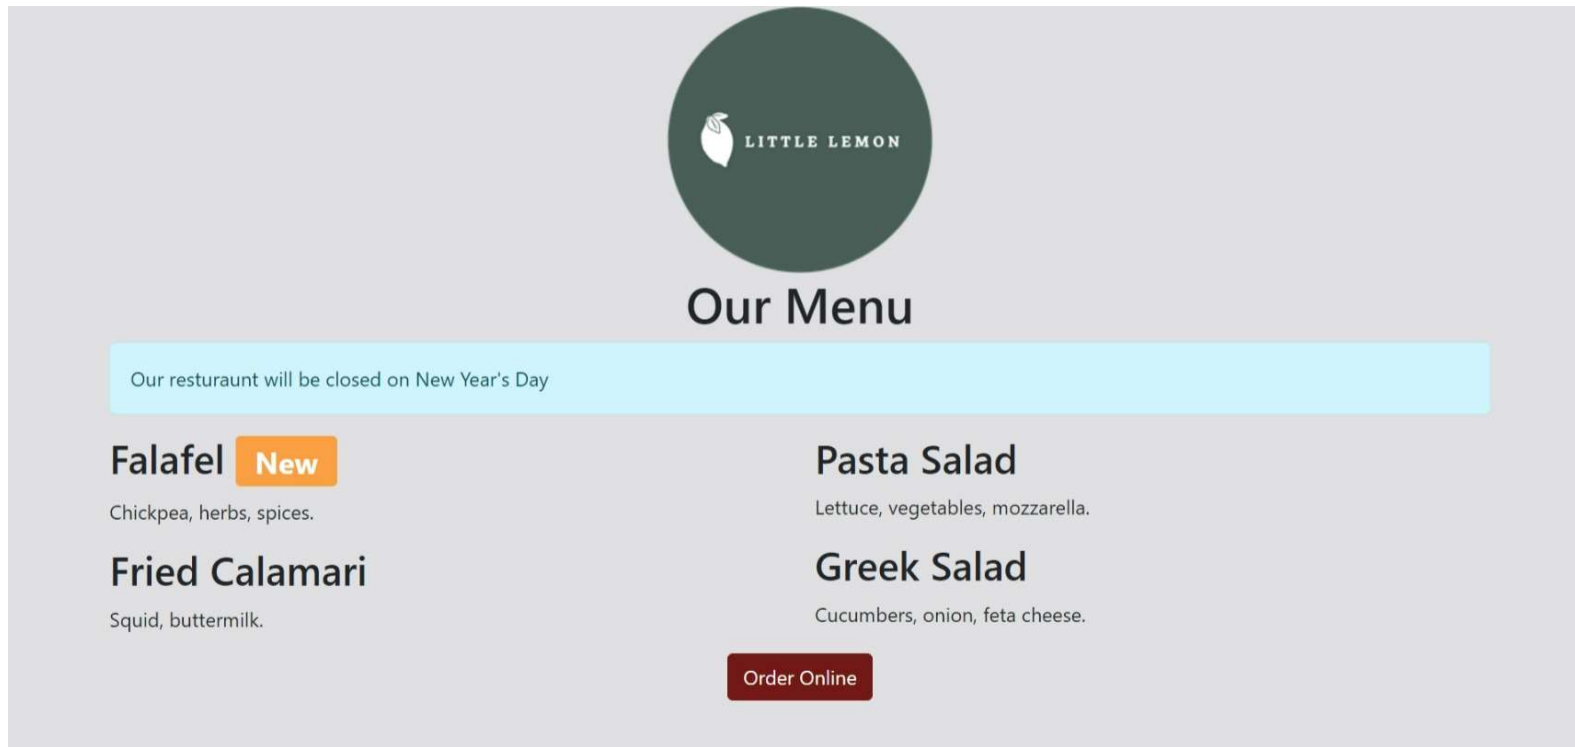 LITTLE LEMON
Our Menu
Our resturaunt will be closed on New Year's Day
Falafel New
Chickpea, herbs, spices.
Fried Calamari
Squid, buttermilk.
Pasta Salad
Lettuce, vegetables, mozzarella.
Greek Salad
Cucumbers, onion, feta cheese.
Order Online